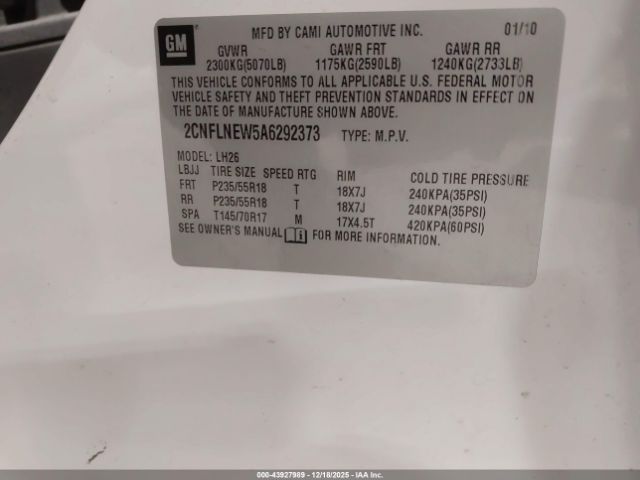 GM
MFD BY CAMI AUTOMOTIVE INC. 01/10
GVWR GAWR FRT GAWR RR
2300KG(5070LB) 1175KG(2590LB) 1240KG(2733LB)
THIS VEHICLE CONFORMS TO ALL APPLICABLE U.S. FEDERAL MOTOR
VEHICLE SAFETY AND THEFT PREVENTION STANDARDS IN EFFECT ON
THE DATE OF MANUFACTURE SHOWN ABOVE.
2CNFLNEW5A6292373 TYPE: M.P.V.
MODEL: LH26
LBJJ TIRE SIZE SPEED RTG RIM COLD TIRE PRESSURE
FRT P235/55R18 T 18X7J 240KPA(35PSI)
RR P235/55R18 T 18X7J 240KPA(35PSI)
SPA T145/70R17 M 17X4.5T 420KPA(60PSI)
SEE OWNER'S MANUAL FOR MORE INFORMATION.
000-43927989 - 12/18/2025 - IAA Inc.